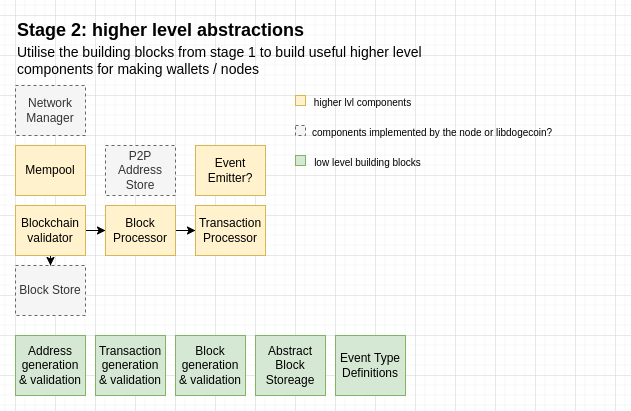 Stage 2: higher level abstractions
Utilise the building blocks from stage 1 to build useful higher level
components for making wallets / nodes
Network
Manager
higher lvl components
components implemented by the node or libdogecoin?
low level building blocks
Mempool
P2P
Address
Store
Event
Emitter?
Blockchain
validator
Block
Processor
Transaction
Processor
Block Store
Address
generation
& validation
Transaction
generation
& validation
Block
generation
& validation
Abstract
Block
Storeage
Event Type
Definitions